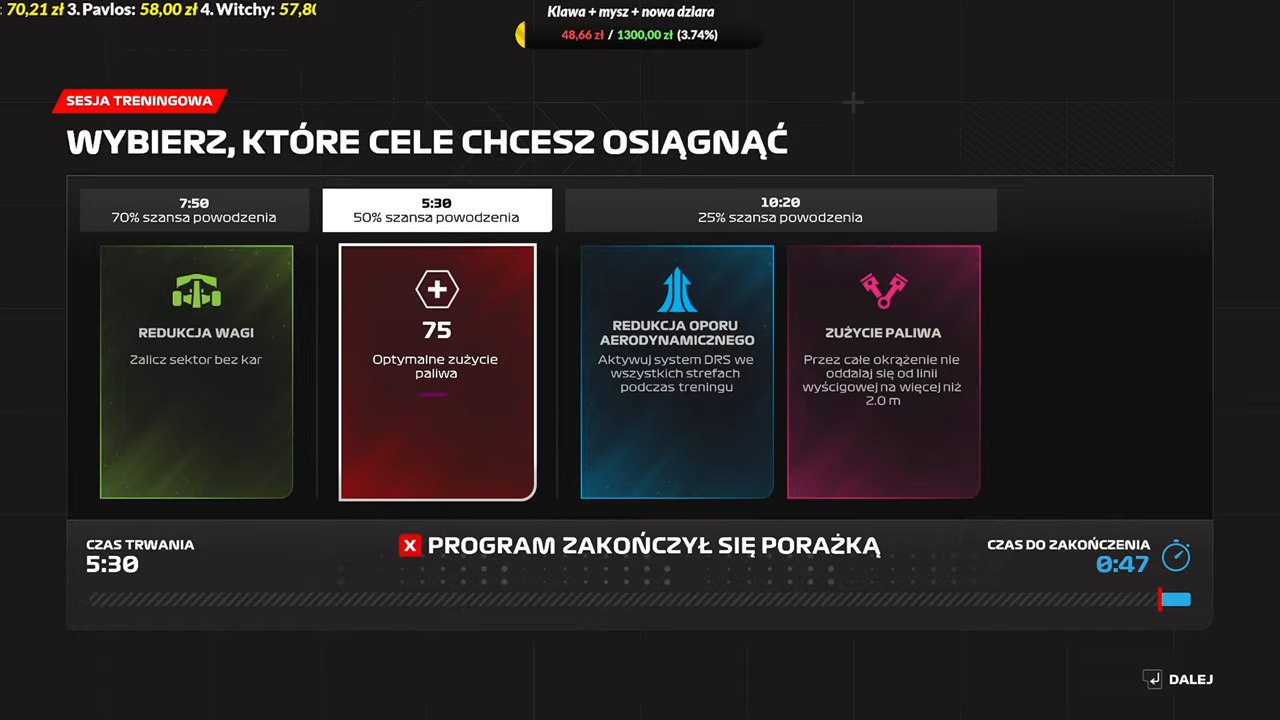 : 70,21 zł 3. Pavlos: 58,00 zł 4. Witchy: 57,80
Klawa + mysz + nowa dziara
48,66 zł / 1300,00 zł (3.74%)
SESJA TRENINGOWA
WYBIERZ, KTÓRE CELE CHCESZ OSIĄGNĄĆ
7:50
70% szansa powodzenia
5:30
50% szansa powodzenia
10:20
25% szansa powodzenia
REDUKCJA WAGI
Zalicz sektor bez kar
75
Optymalne zużycie
paliwa
REDUKCJA OPORU
AERODYNAMICZNEGO
Aktywuj system DRS we
wszystkich strefach
podczas treningu
ZUŻYCIE PALIWA
Przez całe okrążenie nie
oddalaj się od linii
wyścigowej na więcej niż
2.0 m
CZAS TRWANIA
5:30
X PROGRAM ZAKOŃCZYŁ SIĘ PORAŻKĄ
CZAS DO ZAKOŃCZENIA
0:47
DALEJ